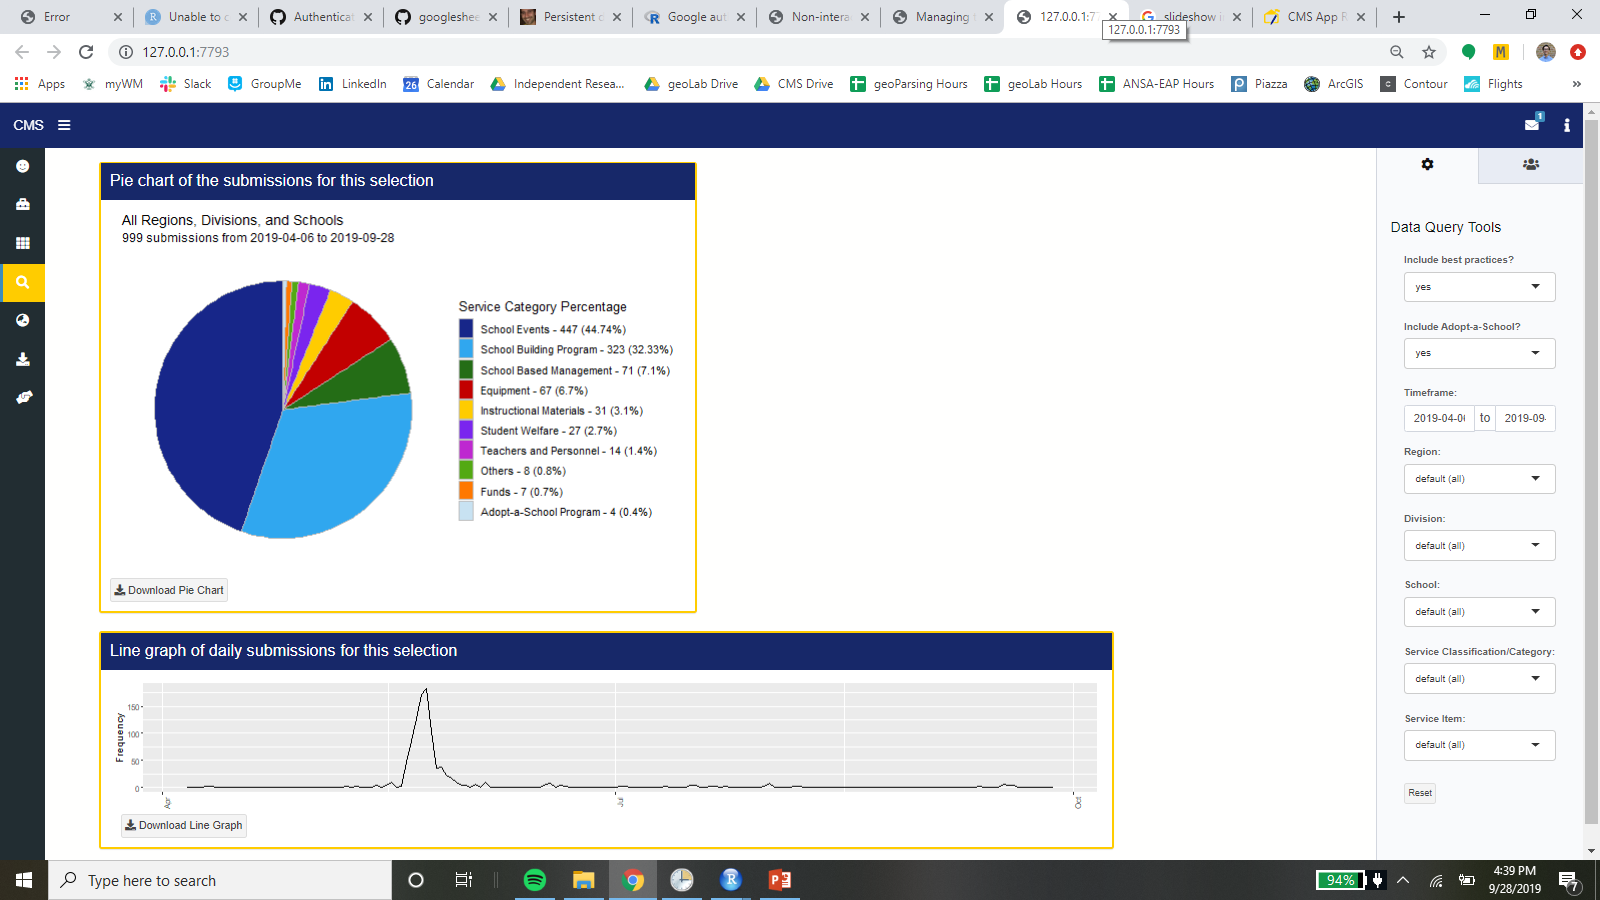 Error
Unable to c
Authenticat
googleshee
Persistent c
Google aut
Non-intera
Managing
127.0.0.1:77
slideshow i
CMS App R
127.0.0.1:7793
127.0.0.1:7793
Apps
myWM
Slack
GroupMe
LinkedIn
26
Calendar
Independent Resea...
geoLab Drive
CMS Drive
geoParsing Hours
geoLab Hours
ANSA-EAP Hours
Piazza
ArcGIS
Contour
Flights
»
CMS
1
Pie chart of the submissions for this selection
All Regions, Divisions, and Schools
999 submissions from 2019-04-06 to 2019-09-28
Service Category Percentage
School Events - 447 (44.74%)
School Building Program - 323 (32.33%)
School Based Management - 71 (7.1%)
Equipment - 67 (6.7%)
Instructional Materials - 31 (3.1%)
Student Welfare - 27 (2.7%)
Teachers and Personnel - 14 (1.4%)
Others - 8 (0.8%)
Funds - 7 (0.7%)
Adopt-a-School Program - 4 (0.4%)
Download Pie Chart
Line graph of daily submissions for this selection
Frequency
150
100
50
0
Apr
Jul
Oct
Download Line Graph
Data Query Tools
Include best practices?
yes
Include Adopt-a-School?
yes
Timeframe:
2019-04-06 to 2019-09-
Region:
default (all)
Division:
default (all)
School:
default (all)
Service Classification/Category:
default (all)
Service Item:
default (all)
Reset
Type here to search
94%
4:39 PM
9/28/2019
7